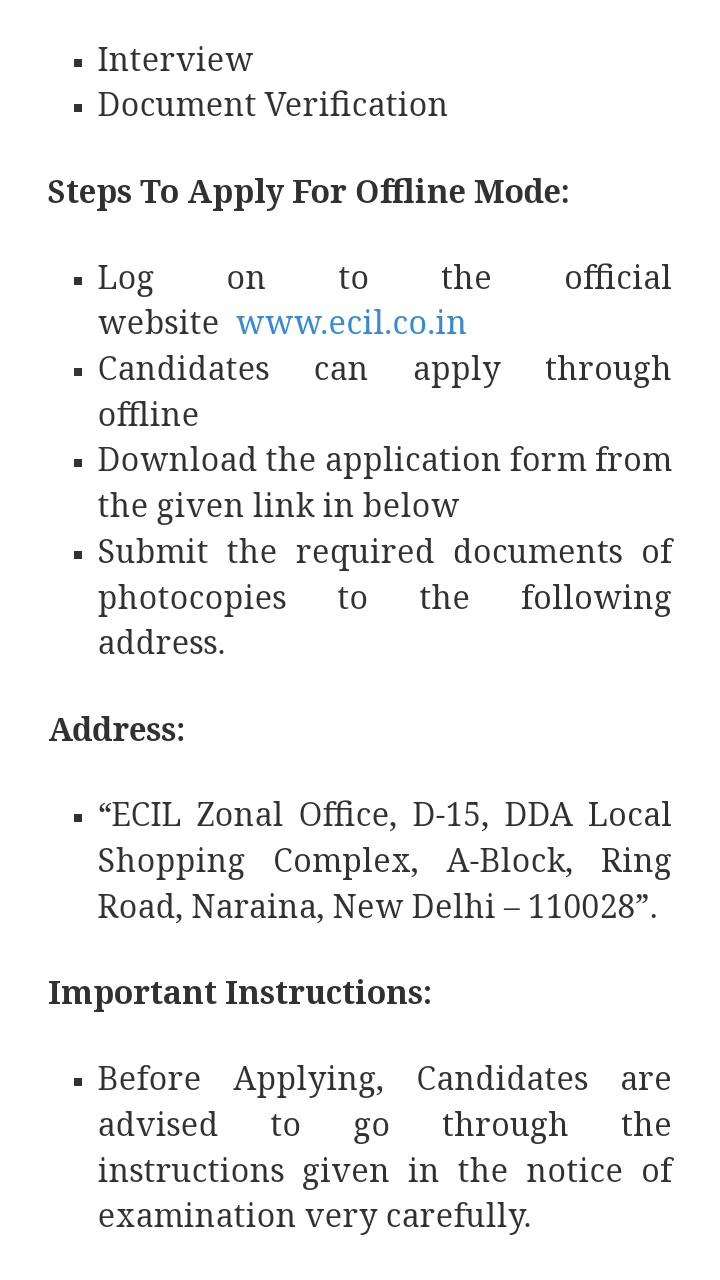 Interview
Document Verification
Steps To Apply For Offline Mode:
Log on to the official
website www.ecil.co.in
Candidates can apply through
offline
Download the application form from
the given link in below
Submit the required documents of
photocopies to the following
address.
Address:
“ECIL Zonal Office, D-15, DDA Local
Shopping Complex, A-Block, Ring
Road, Naraina, New Delhi – 110028”.
Important Instructions:
Before Applying, Candidates are
advised to go through the
instructions given in the notice of
examination very carefully.